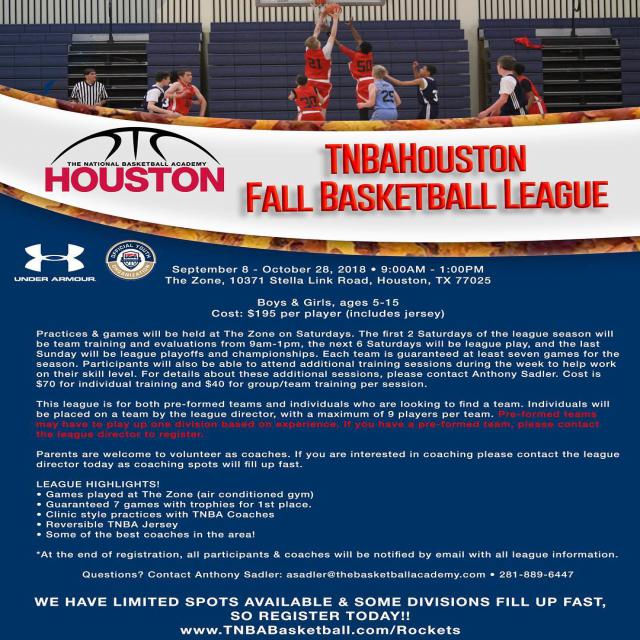 21
50
30
25
3
THE NATIONAL BASKETBALL ACADEMY
HOUSTON
TNBAHOUSTON
FALL BASKETBALL LEAGUE
UNDER ARMOUR.
OFFICIAL YOUTH
ORGANIZATION
September 8 - October 28, 2018 • 9:00AM - 1:00PM
The Zone, 10371 Stella Link Road, Houston, TX 77025
Boys & Girls, ages 5-15
Cost: $195 per player (includes jersey)
Practices & games will be held at The Zone on Saturdays. The first 2 Saturdays of the league season will
be team training and evaluations from 9am-1pm, the next 6 Saturdays will be league play, and the last
Sunday will be league playoffs and championships. Each team is guaranteed at least seven games for the
season. Participants will also be able to attend additional training sessions during the week to help work
on their skill level. For details about these additional sessions, please contact Anthony Sadler. Cost is
$70 for individual training and $40 for group/team training per session.
This league is for both pre-formed teams and individuals who are looking to find a team. Individuals will
be placed on a team by the league director, with a maximum of 9 players per team. Pre-formed teams
may have to play up one division based on experience. If you have a pre-formed team, please contact
the league director to register.
Parents are welcome to volunteer as coaches. If you are interested in coaching please contact the league
director today as coaching spots will fill up fast.
LEAGUE HIGHLIGHTS!
• Games played at The Zone (air conditioned gym)
• Guaranteed 7 games with trophies for 1st place.
• Clinic style practices with TNBA Coaches
• Reversible TNBA Jersey
• Some of the best coaches in the area!
*At the end of registration, all participants & coaches will be notified by email with all league information.
Questions? Contact Anthony Sadler: asadler@thebasketballacademy.com • 281-889-6447
WE HAVE LIMITED SPOTS AVAILABLE & SOME DIVISIONS FILL UP FAST,
SO REGISTER TODAY!!
www.TNBABasketball.com/Rockets